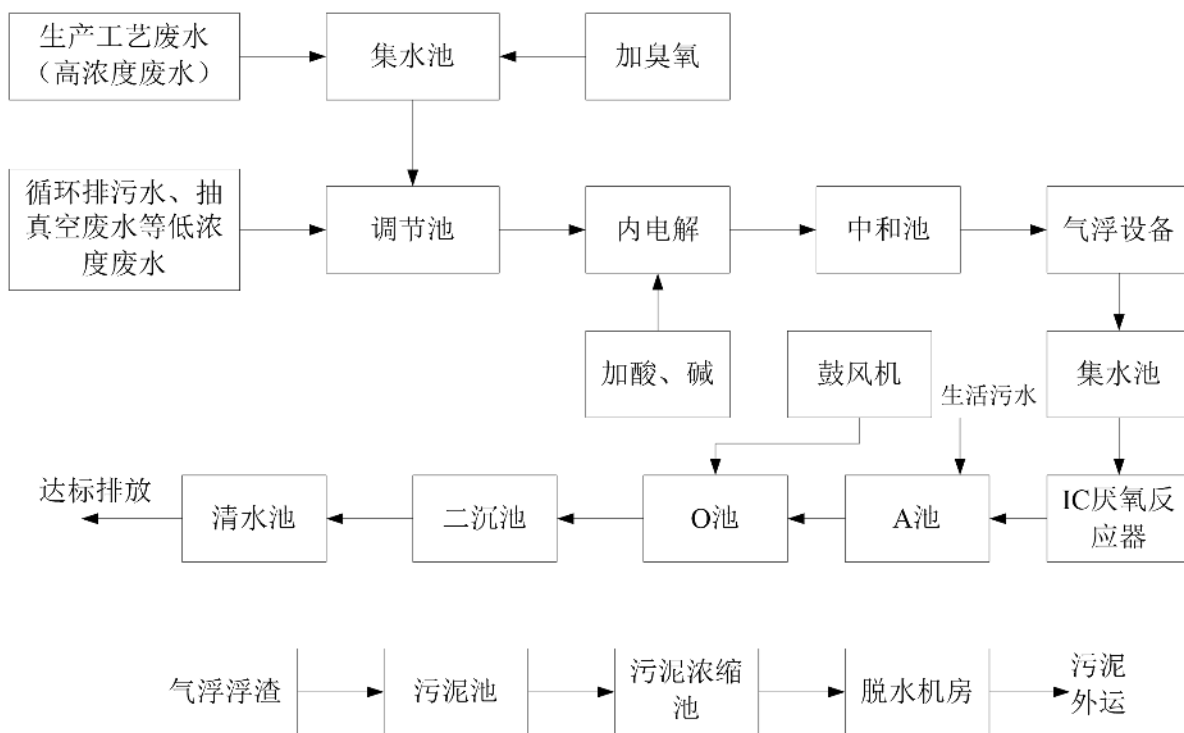 生产工艺废水
（高浓度废水）
集水池
加臭氧
循环排污水、抽
真空废水等低浓
度废水
调节池
内电解
中和池
气浮设备
加酸、碱
鼓风机
生活污水
集水池
达标排放
清水池
二沉池
O池
A池
IC厌氧反
应器
气浮浮渣
污泥池
污泥浓缩
池
脱水机房
污泥
外运